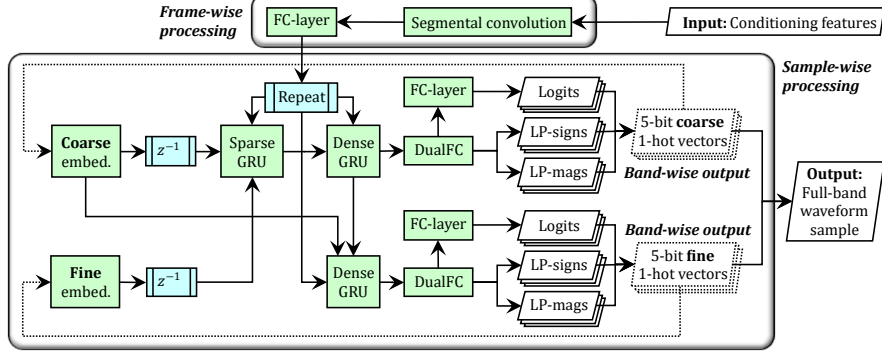 Frame-wise
processing
FC-layer
Segmental convolution
Input: Conditioning features
Sample-wise
processing
Repeat
FC-layer
Logits
Coarse
embed.
z⁻¹
Sparse
GRU
Dense
GRU
DualFC
LP-signs
LP-mags
5-bit coarse
1-hot vectors
Band-wise output
Output:
Full-band
waveform
sample
FC-layer
Logits
Band-wise output
Fine
embed.
z⁻¹
Dense
GRU
DualFC
LP-signs
LP-mags
5-bit fine
1-hot vectors